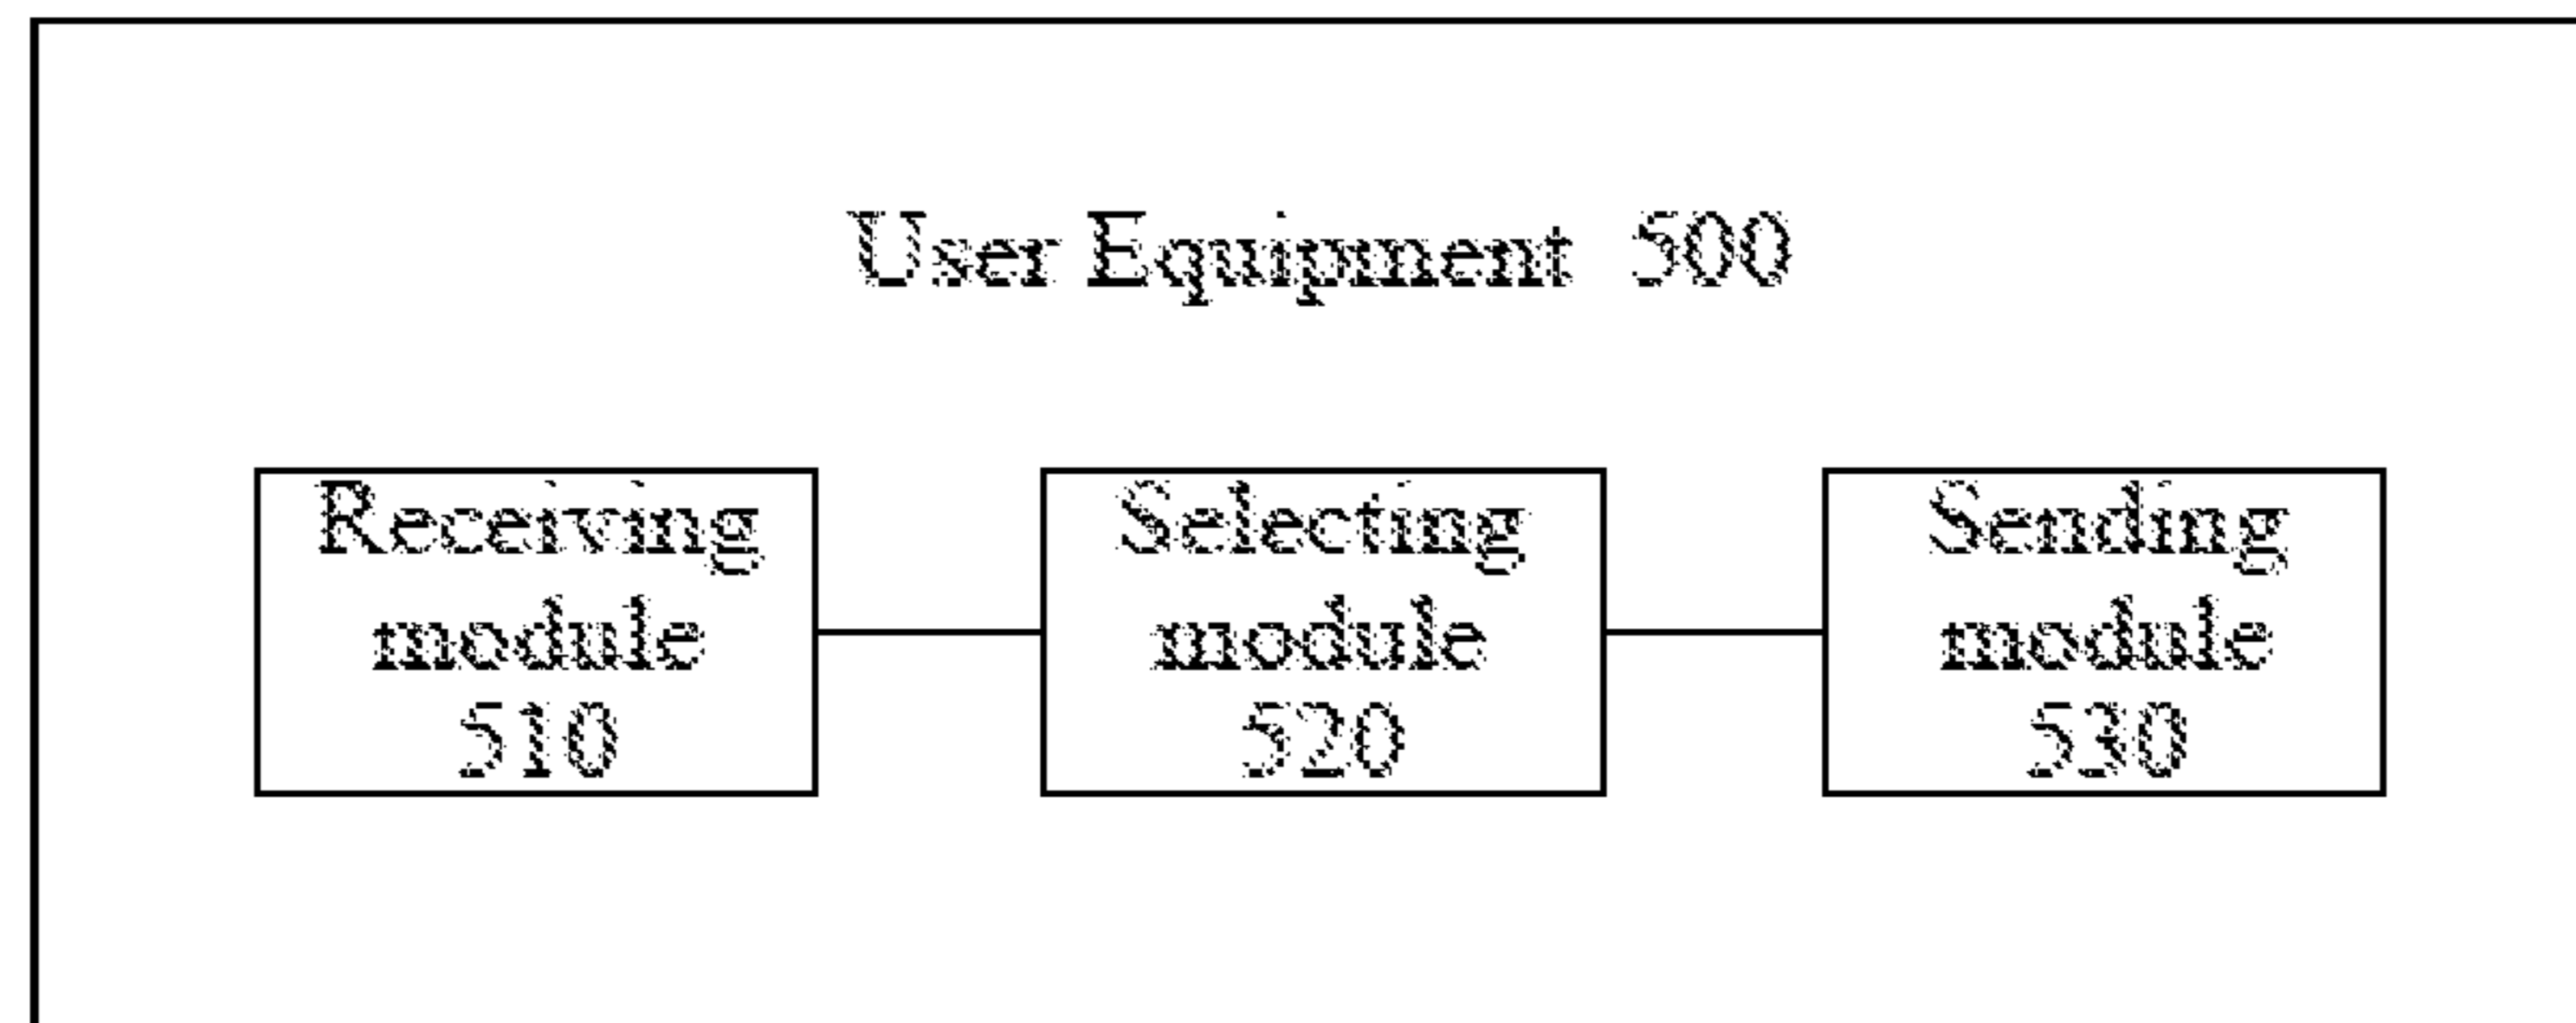 User Equipment 500
Receiving
module
510
Selecting
module
520
Sending
module
530